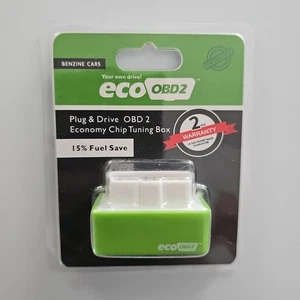 BENZINE CARS
Your own drive!
eco OBD2
Plug & Drive OBD 2
Economy Chip Tuning Box
15% Fuel Save
2
WARRANTY
eco OBD2